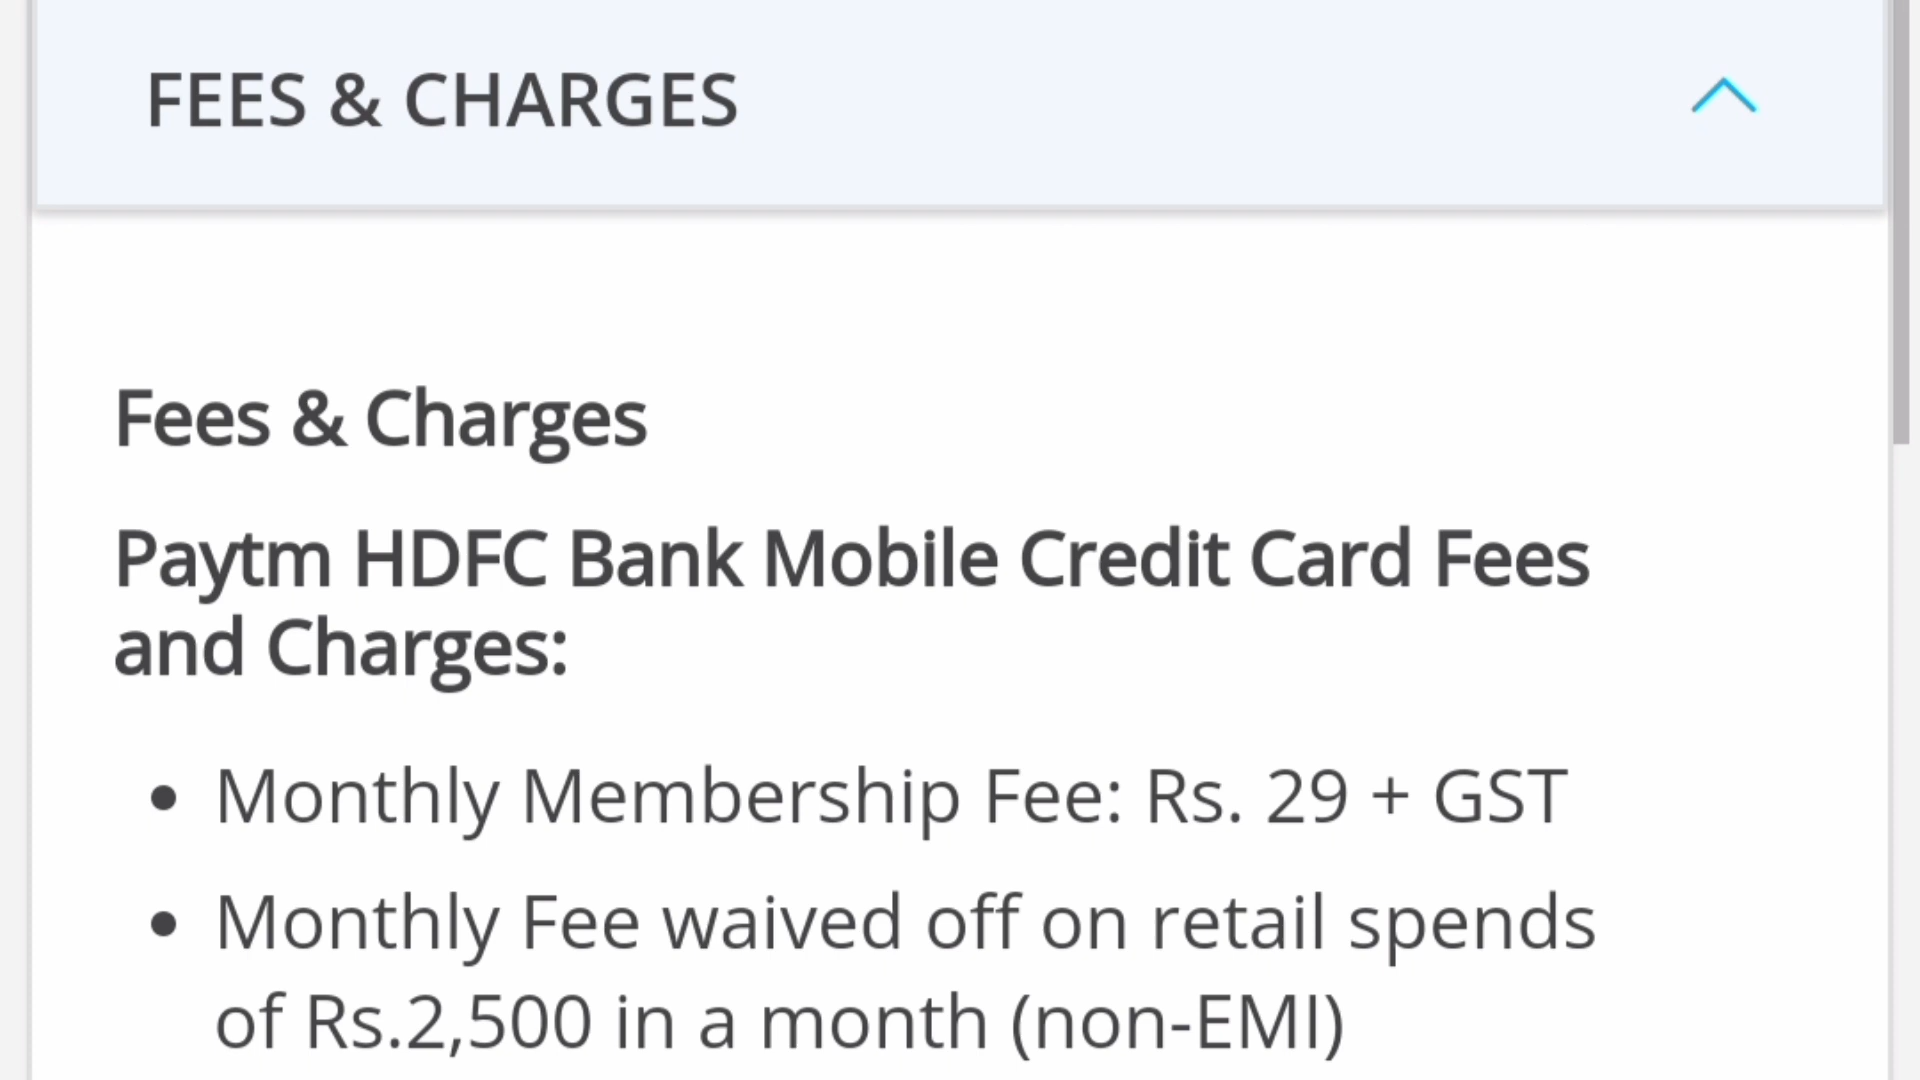 FEES & CHARGES
Fees & Charges
Paytm HDFC Bank Mobile Credit Card Fees
and Charges:
• Monthly Membership Fee: Rs. 29 + GST
• Monthly Fee waived off on retail spends
of Rs.2,500 in a month (non-EMI)